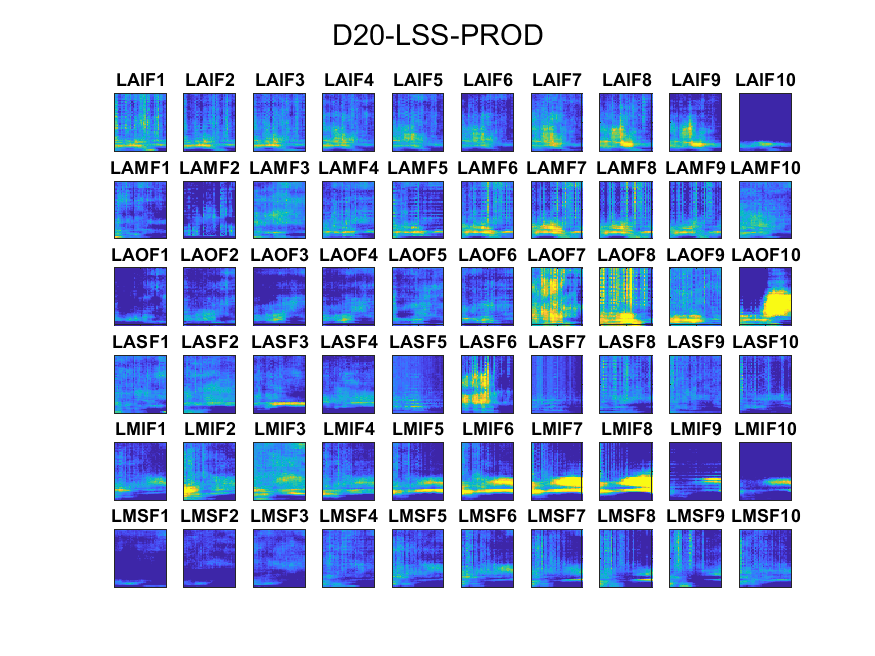 D20-LSS-PROD
LAIF1 LAIF2 LAIF3 LAIF4 LAIF5 LAIF6 LAIF7 LAIF8 LAIF9 LAIF10
LAMF1 LAMF2 LAMF3 LAMF4 LAMF5 LAMF6 LAMF7 LAMF8 LAMF9 LAMF10
LAOF1 LAOF2 LAOF3 LAOF4 LAOF5 LAOF6 LAOF7 LAOF8 LAOF9 LAOF10
LASF1 LASF2 LASF3 LASF4 LASF5 LASF6 LASF7 LASF8 LASF9 LASF10
LMIF1 LMIF2 LMIF3 LMIF4 LMIF5 LMIF6 LMIF7 LMIF8 LMIF9 LMIF10
LMSF1 LMSF2 LMSF3 LMSF4 LMSF5 LMSF6 LMSF7 LMSF8 LMSF9 LMSF10